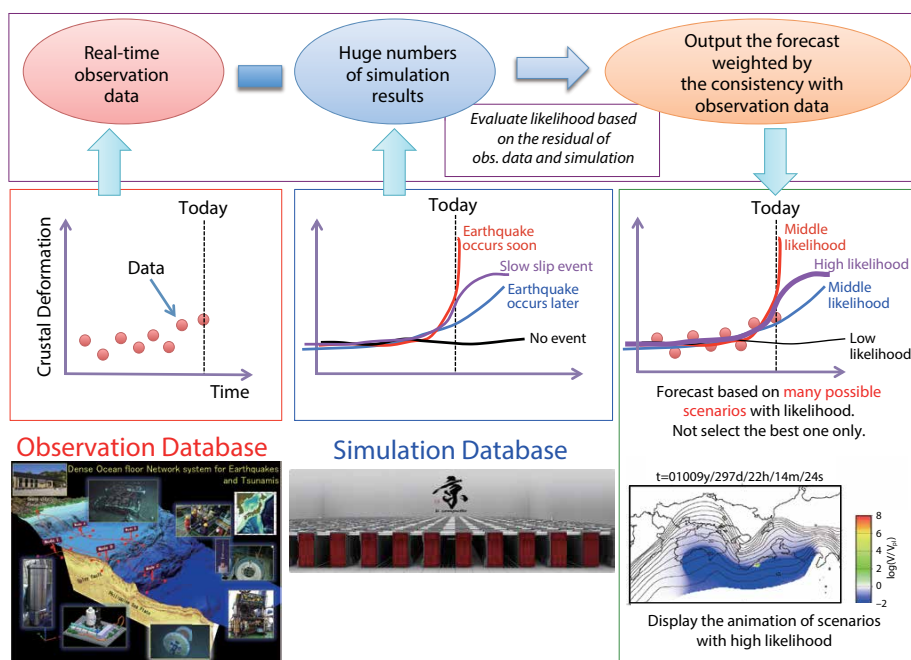 Real-time
observation
data
Huge numbers
of simulation
results
Output the forecast
weighted by
the consistency with
observation data
Evaluate likelihood based
on the residual of
obs. data and simulation
Today
Data
Crustal Deformation
Time
Today
Earthquake
occurs soon
Slow slip event
Earthquake
occurs later
No event
Today
Middle
likelihood
High likelihood
Middle
likelihood
Low
likelihood
Forecast based on many possible
scenarios with likelihood.
Not select the best one only.
Observation Database
Simulation Database
Dense Ocean floor Network system for Earthquakes
and Tsunamis
Philippine Sea Plate
京
t=01009y/297d/22h/14m/24s
8
6
4
2
0
−2
log(V/Vpl)
Display the animation of scenarios
with high likelihood